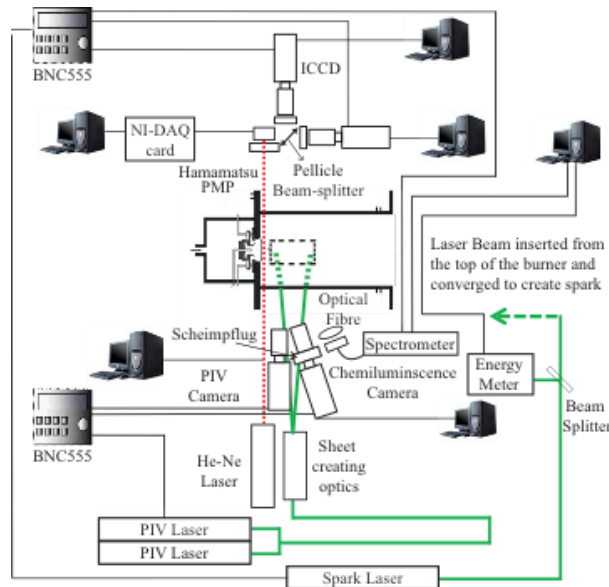 BNC555
ICCD
NI-DAQ
card
Hamamatsu
PMP
Pellicle
Beam-splitter
Laser Beam inserted from
the top of the burner and
converged to create spark
Optical
Fibre
Scheimpflug
Spectrometer
PIV
Camera
Chemiluminscence
Camera
Energy
Meter
Beam
Splitter
BNC555
He-Ne
Laser
Sheet
creating
optics
PIV Laser
PIV Laser
Spark Laser